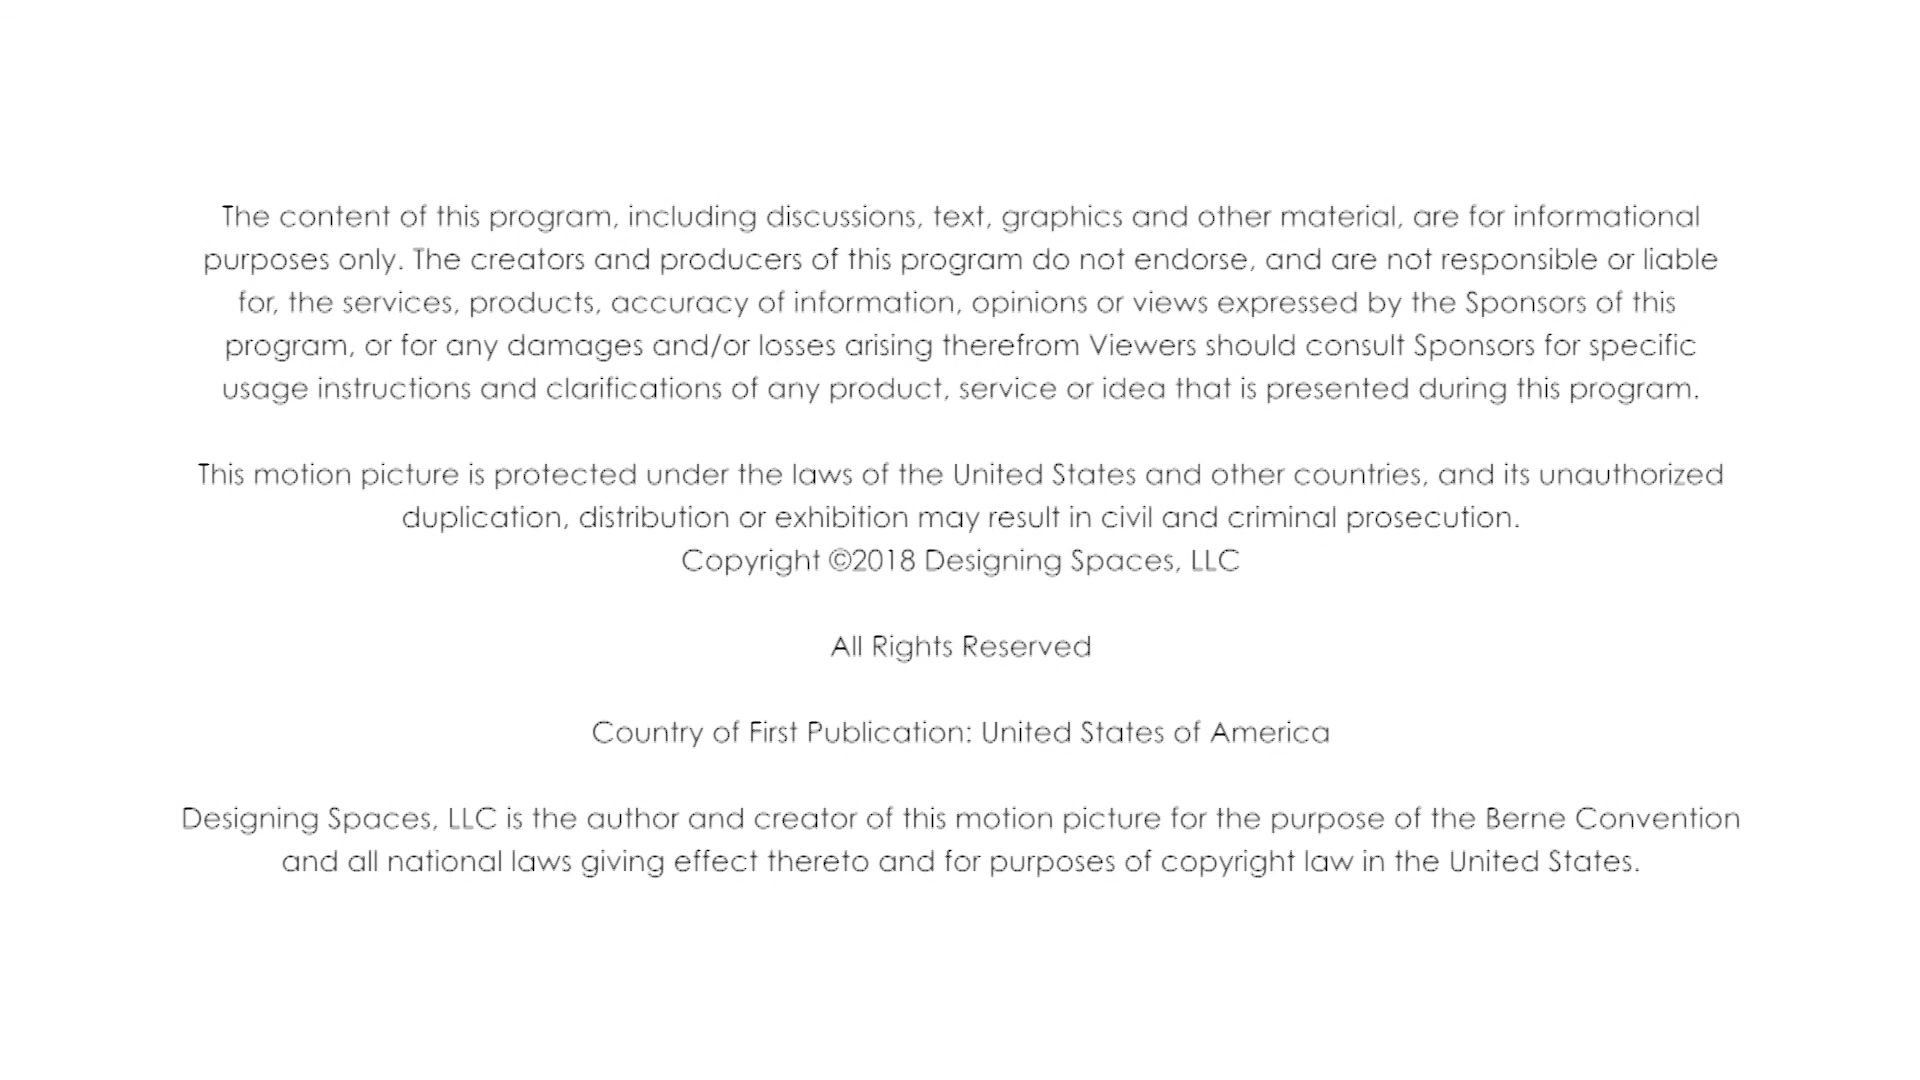 The content of this program, including discussions, text, graphics and other material, are for informational
purposes only. The creators and producers of this program do not endorse, and are not responsible or liable
for, the services, products, accuracy of information, opinions or views expressed by the Sponsors of this
program, or for any damages and/or losses arising therefrom Viewers should consult Sponsors for specific
usage instructions and clarifications of any product, service or idea that is presented during this program.
This motion picture is protected under the laws of the United States and other countries, and its unauthorized
duplication, distribution or exhibition may result in civil and criminal prosecution.
Copyright ©2018 Designing Spaces, LLC
All Rights Reserved
Country of First Publication: United States of America
Designing Spaces, LLC is the author and creator of this motion picture for the purpose of the Berne Convention
and all national laws giving effect thereto and for purposes of copyright law in the United States.